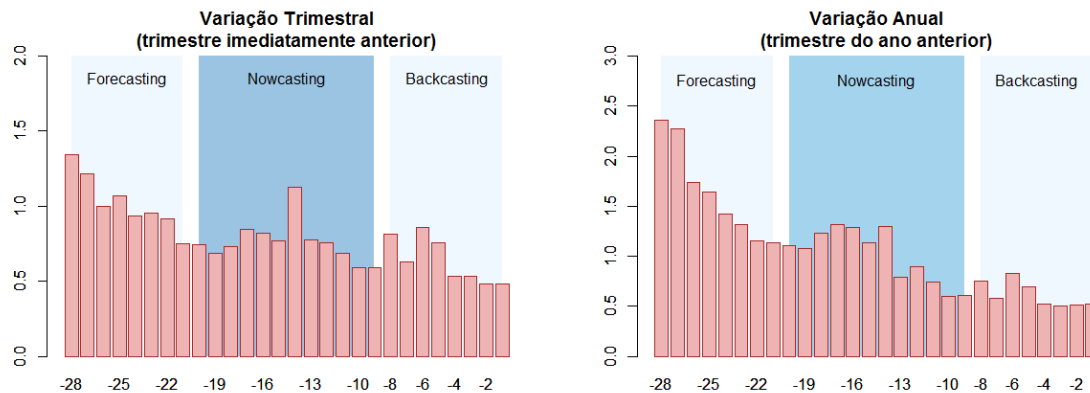 Variação Trimestral
(trimestre imediatamente anterior)
2.0
1.5
1.0
0.5
0.0
Forecasting
Nowcasting
Backcasting
-28 -25 -22 -19 -16 -13 -10 -8 -6 -4 -2
Variação Anual
(trimestre do ano anterior)
3.0
2.5
2.0
1.5
1.0
0.5
0.0
Forecasting
Nowcasting
Backcasting
-28 -25 -22 -19 -16 -13 -10 -8 -6 -4 -2